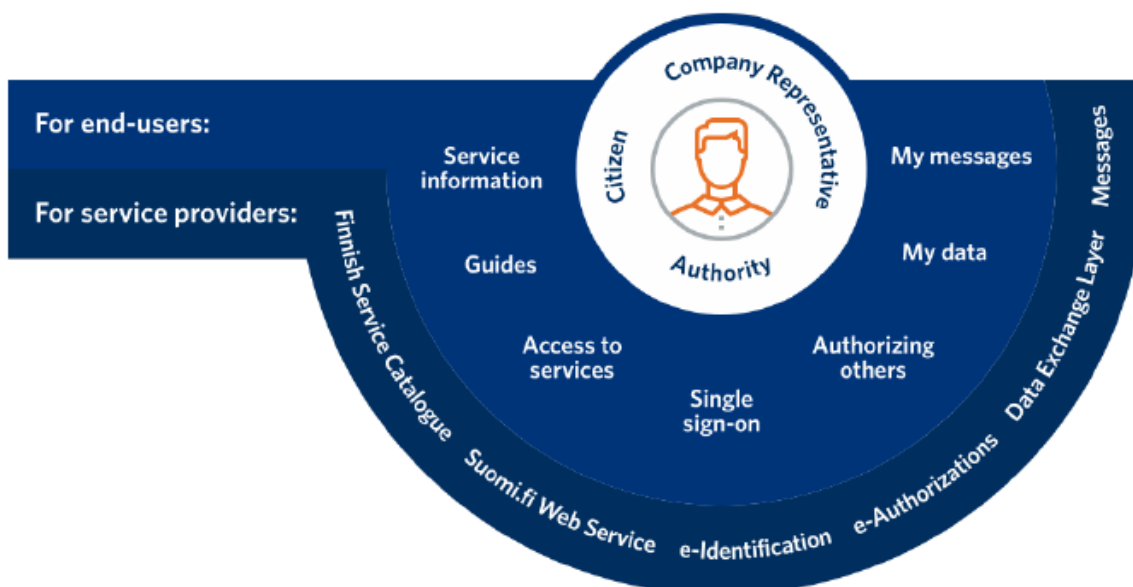 Company Representative
Citizen
Authority
For end-users:
Service
information
Guides
Access to
services
Single
sign-on
Authorizing
others
My data
My messages
For service providers:
Finnish Service Catalogue
Suomi.fi Web Service
e-Identification
e-Authorizations
Data Exchange Layer
Messages